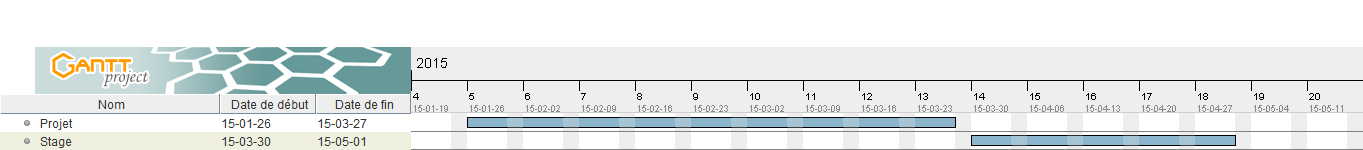 GANTT
project
2015
Nom Date de début Date de fin
4 5 6 7 8 9 10 11 12 13 14 15 16 17 18 19 20
15-01-19 15-01-26 15-02-02 15-02-09 15-02-16 15-02-23 15-03-02 15-03-09 15-03-16 15-03-23 15-03-30 15-04-06 15-04-13 15-04-20 15-04-27 15-05-04 15-05-11
Projet 15-01-26 15-03-27
Stage 15-03-30 15-05-01